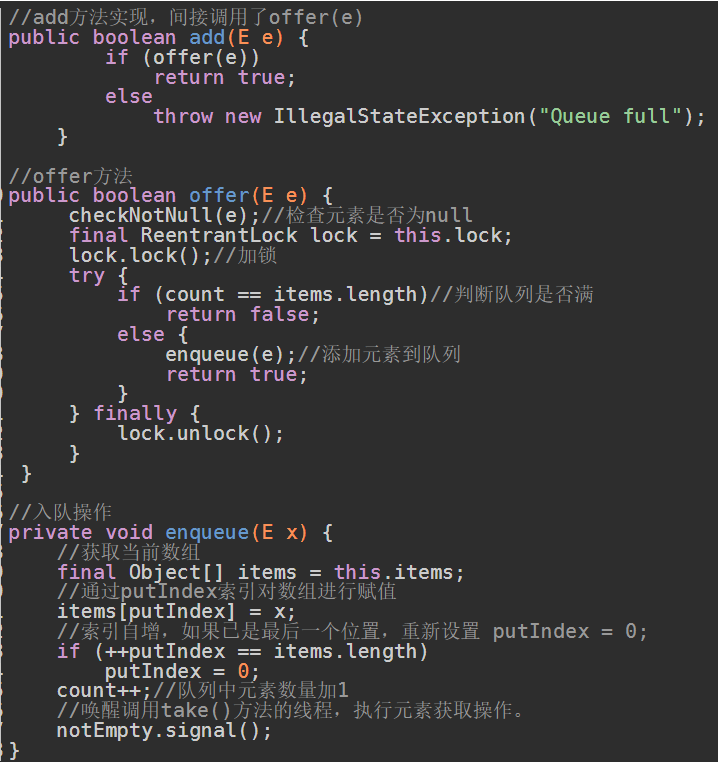 //add方法实现，间接调用了offer(e)
public boolean add(E e) {
        if (offer(e))
            return true;
        else
            throw new IllegalStateException("Queue full");
    }

//offer方法
public boolean offer(E e) {
     checkNotNull(e);//检查元素是否为null
     final ReentrantLock lock = this.lock;
     lock.lock();//加锁
     try {
         if (count == items.length)//判断队列是否满
             return false;
         else {
             enqueue(e);//添加元素到队列
             return true;
         }
     } finally {
         lock.unlock();
     }
 }

//入队操作
private void enqueue(E x) {
    //获取当前数组
    final Object[] items = this.items;
    //通过putIndex索引对数组进行赋值
    items[putIndex] = x;
    //索引自增，如果已是最后一个位置，重新设置 putIndex = 0;
    if (++putIndex == items.length)
        putIndex = 0;
    count++;//队列中元素数量加1
    //唤醒调用take()方法的线程，执行元素获取操作。
    notEmpty.signal();
}